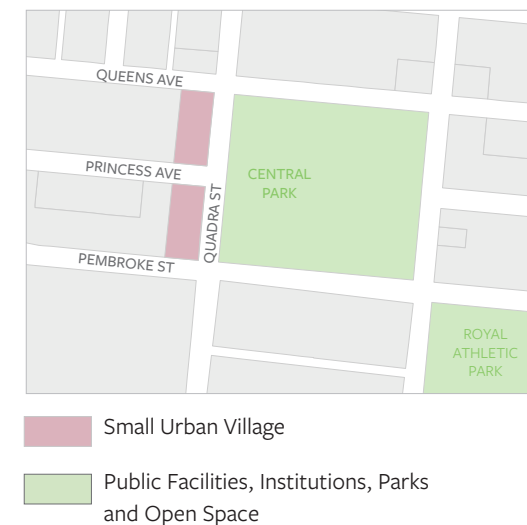 QUEENS AVE
PRINCESS AVE
CENTRAL
PARK
QUADRA ST
PEMBROKE ST
ROYAL
ATHLETIC
PARK
Small Urban Village
Public Facilities, Institutions, Parks
and Open Space